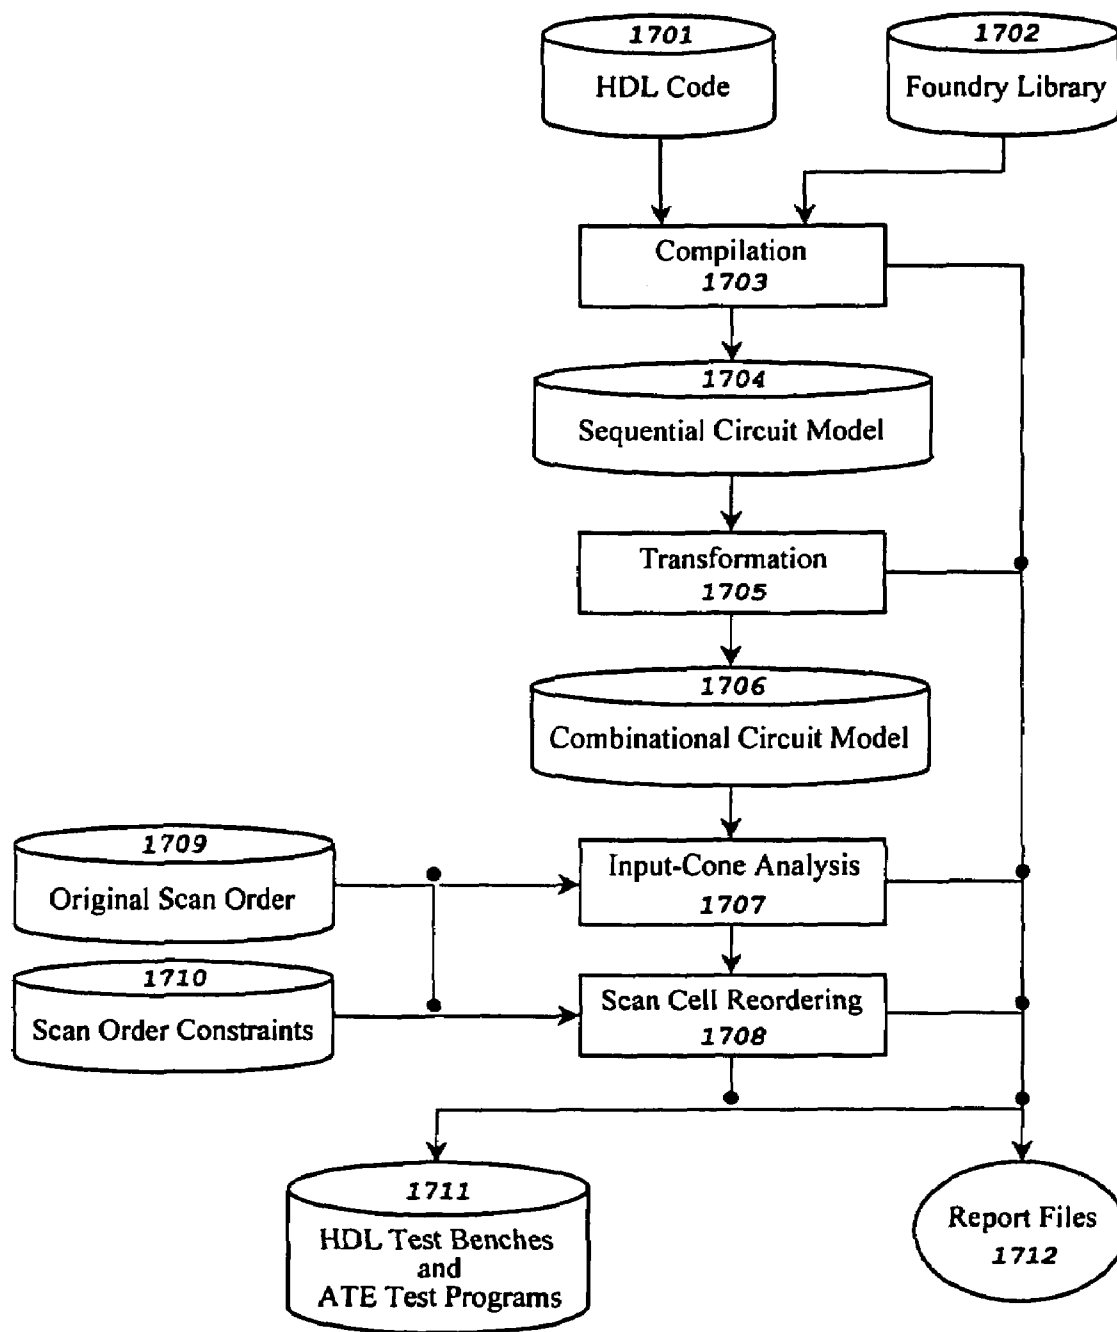 1701
HDL Code
1702
Foundry Library
Compilation
1703
1704
Sequential Circuit Model
Transformation
1705
1706
Combinational Circuit Model
1709
Original Scan Order
Input-Cone Analysis
1707
1710
Scan Order Constraints
Scan Cell Reordering
1708
1711
HDL Test Benches
and
ATE Test Programs
Report Files
1712